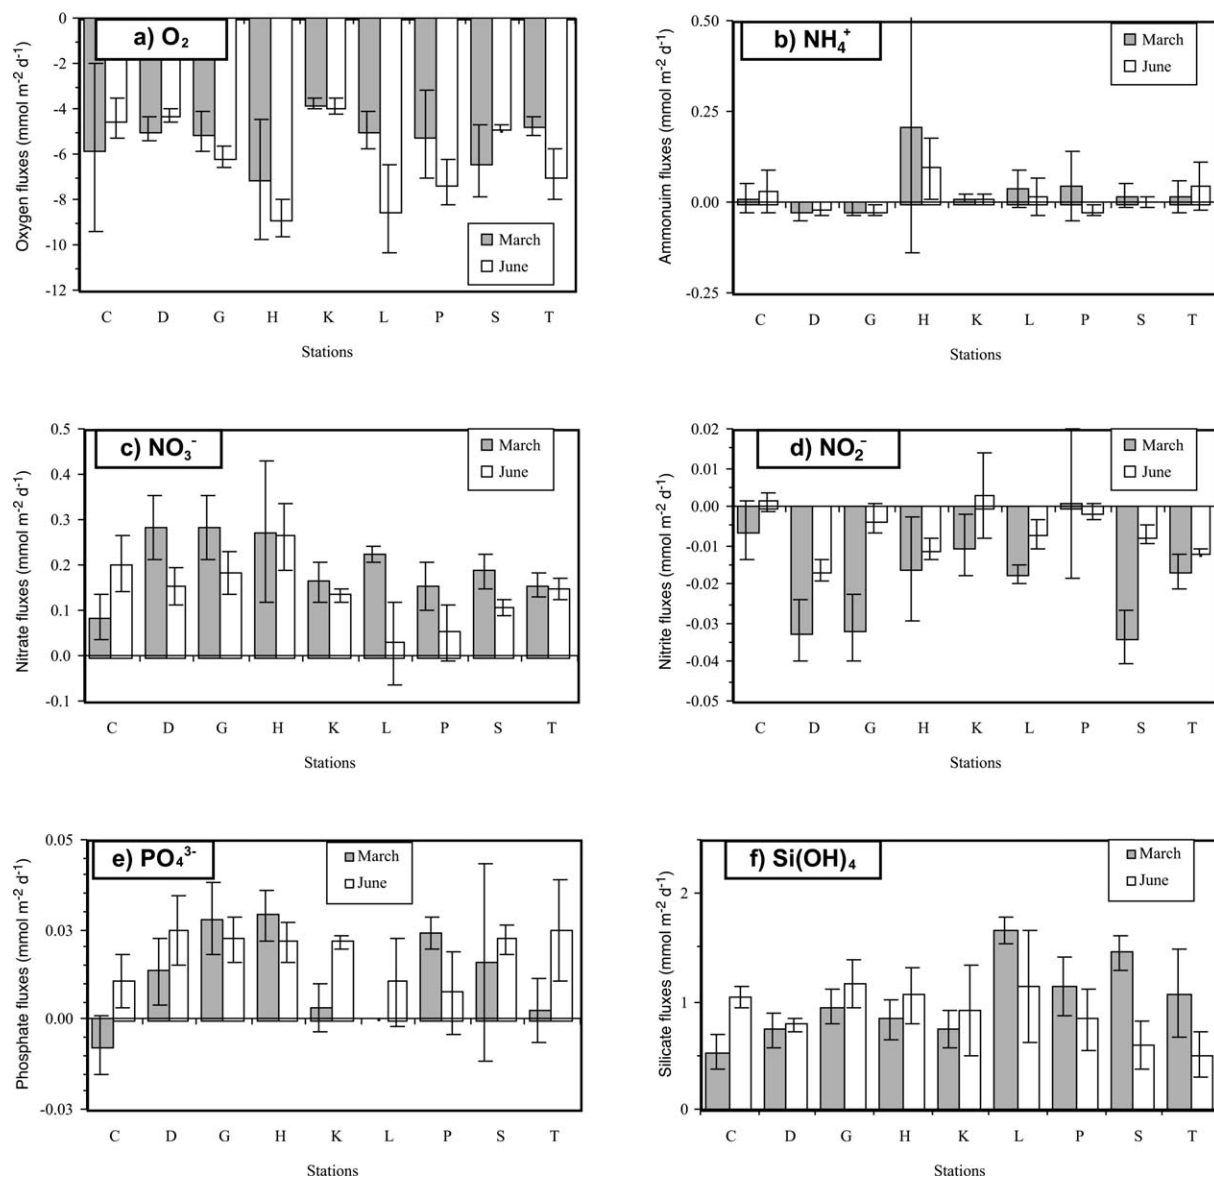 a) O₂
Oxygen fluxes (mmol m⁻² d⁻¹)
0
-2
-4
-6
-8
-10
-12
March
June
C D G H K L P S T
Stations
b) NH₄⁺
Ammonuim fluxes (mmol m⁻² d⁻¹)
0.50
0.25
0.00
-0.25
March
June
C D G H K L P S T
Stations
c) NO₃⁻
Nitrate fluxes (mmol m⁻² d⁻¹)
0.5
0.4
0.3
0.2
0.1
0.0
-0.1
March
June
C D G H K L P S T
Stations
d) NO₂⁻
Nitrite fluxes (mmol m⁻² d⁻¹)
0.02
0.01
0.00
-0.01
-0.02
-0.03
-0.04
-0.05
March
June
C D G H K L P S T
Stations
e) PO₄³⁻
Phosphate fluxes (mmol m⁻² d⁻¹)
0.05
0.03
0.00
-0.03
March
June
C D G H K L P S T
Stations
f) Si(OH)₄
Silicate fluxes (mmol m⁻² d⁻¹)
2
1
0
March
June
C D G H K L P S T
Stations